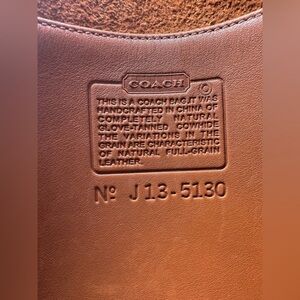 COACH
THIS IS A COACH BAG.IT WAS
HANDCRAFTED IN CHINA OF
COMPLETELY NATURAL
GLOVE-TANNED COWHIDE
THE VARIATIONS IN THE
GRAIN ARE CHARACTERISTIC
OF NATURAL FULL-GRAIN
LEATHER.
Nº J13-5130